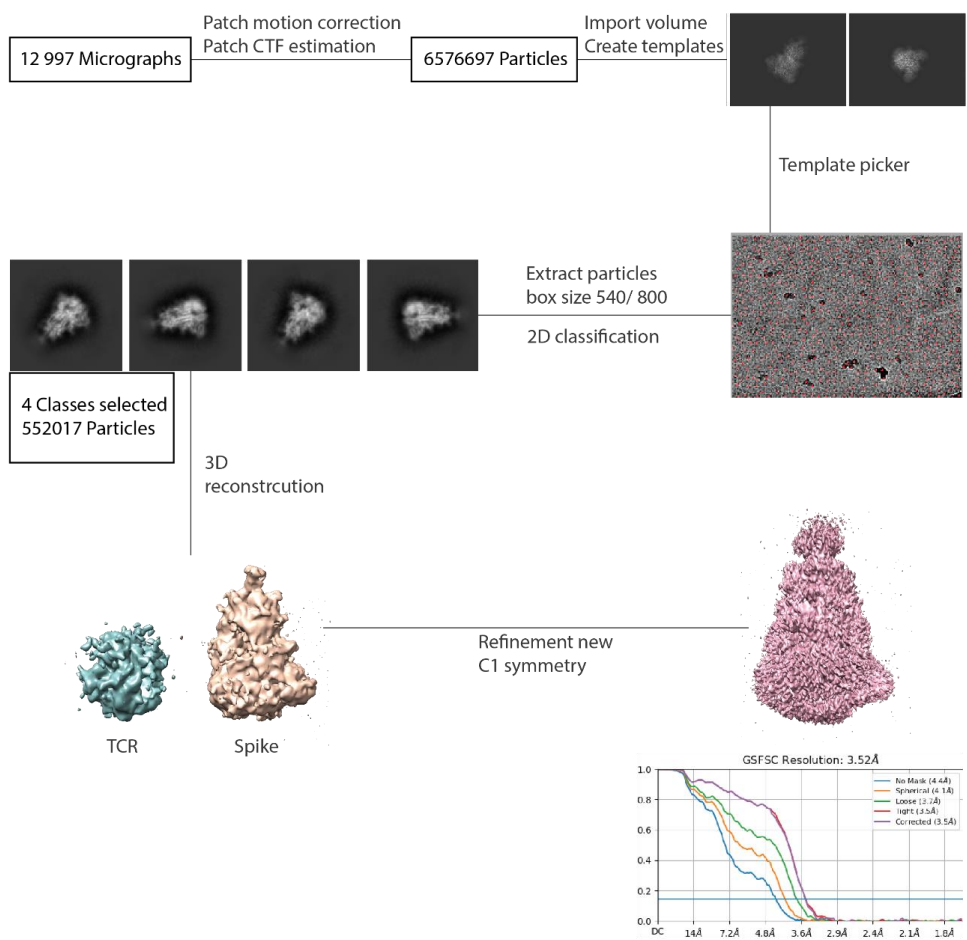 12 997 Micrographs
Patch motion correction
Patch CTF estimation
6576697 Particles
Import volume
Create templates
Template picker
Extract particles
box size 540/ 800
2D classification
4 Classes selected
552017 Particles
3D
reconstrcution
TCR
Spike
Refinement new
C1 symmetry
GSFSC Resolution: 3.52Å
No Mask (4.4Å)
Spherical (4.1Å)
Loose (3.7Å)
Tight (3.5Å)
Corrected (3.5Å)
1.0
0.8
0.6
0.4
0.2
0.0
DC 14Å 7.2Å 4.8Å 3.6Å 2.9Å 2.4Å 2.1Å 1.8Å